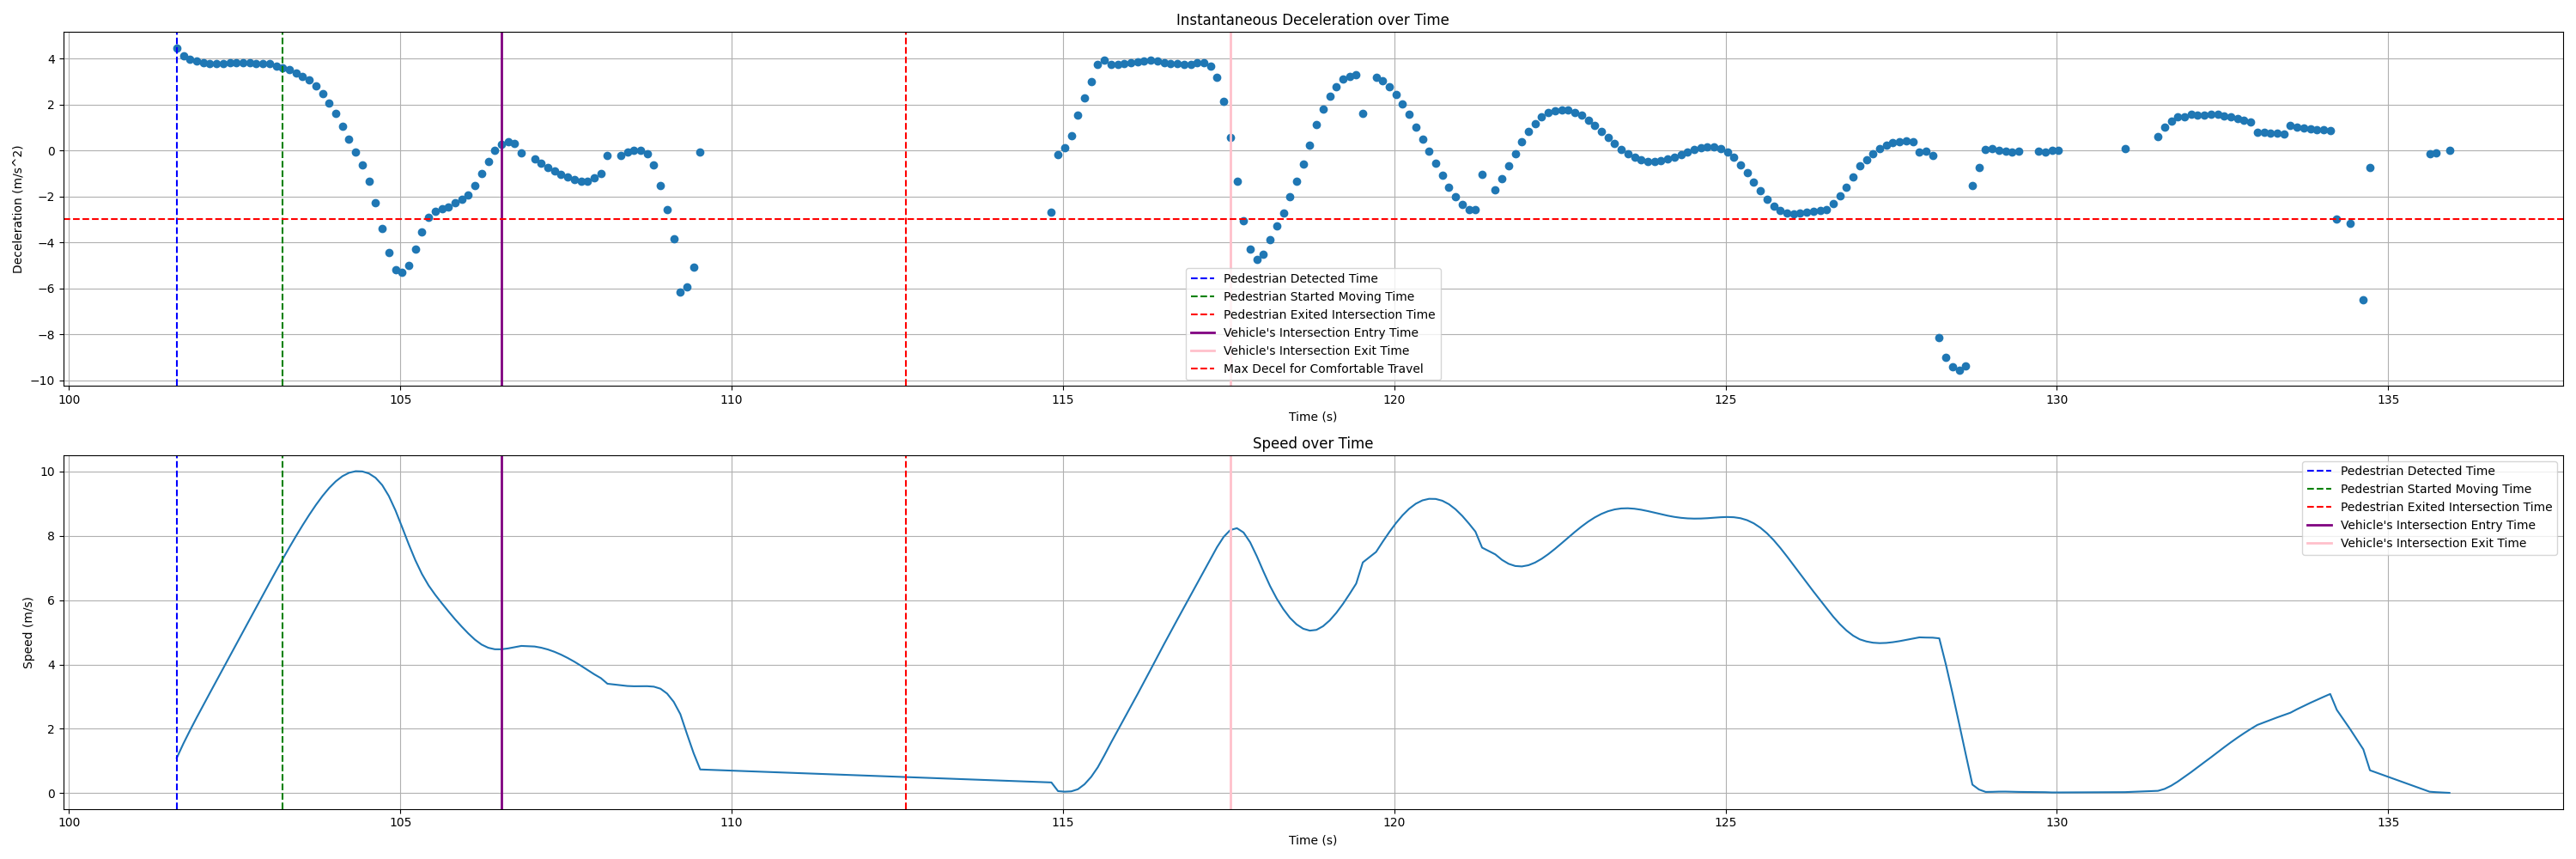 Instantaneous Deceleration over Time
Deceleration (m/s^2)
4
2
0
−2
−4
−6
−8
−10
Pedestrian Detected Time
Pedestrian Started Moving Time
Pedestrian Exited Intersection Time
Vehicle's Intersection Entry Time
Vehicle's Intersection Exit Time
Max Decel for Comfortable Travel
100 105 110 115 120 125 130 135
Time (s)
Speed over Time
Speed (m/s)
10
8
6
4
2
0
Pedestrian Detected Time
Pedestrian Started Moving Time
Pedestrian Exited Intersection Time
Vehicle's Intersection Entry Time
Vehicle's Intersection Exit Time
100 105 110 115 120 125 130 135
Time (s)